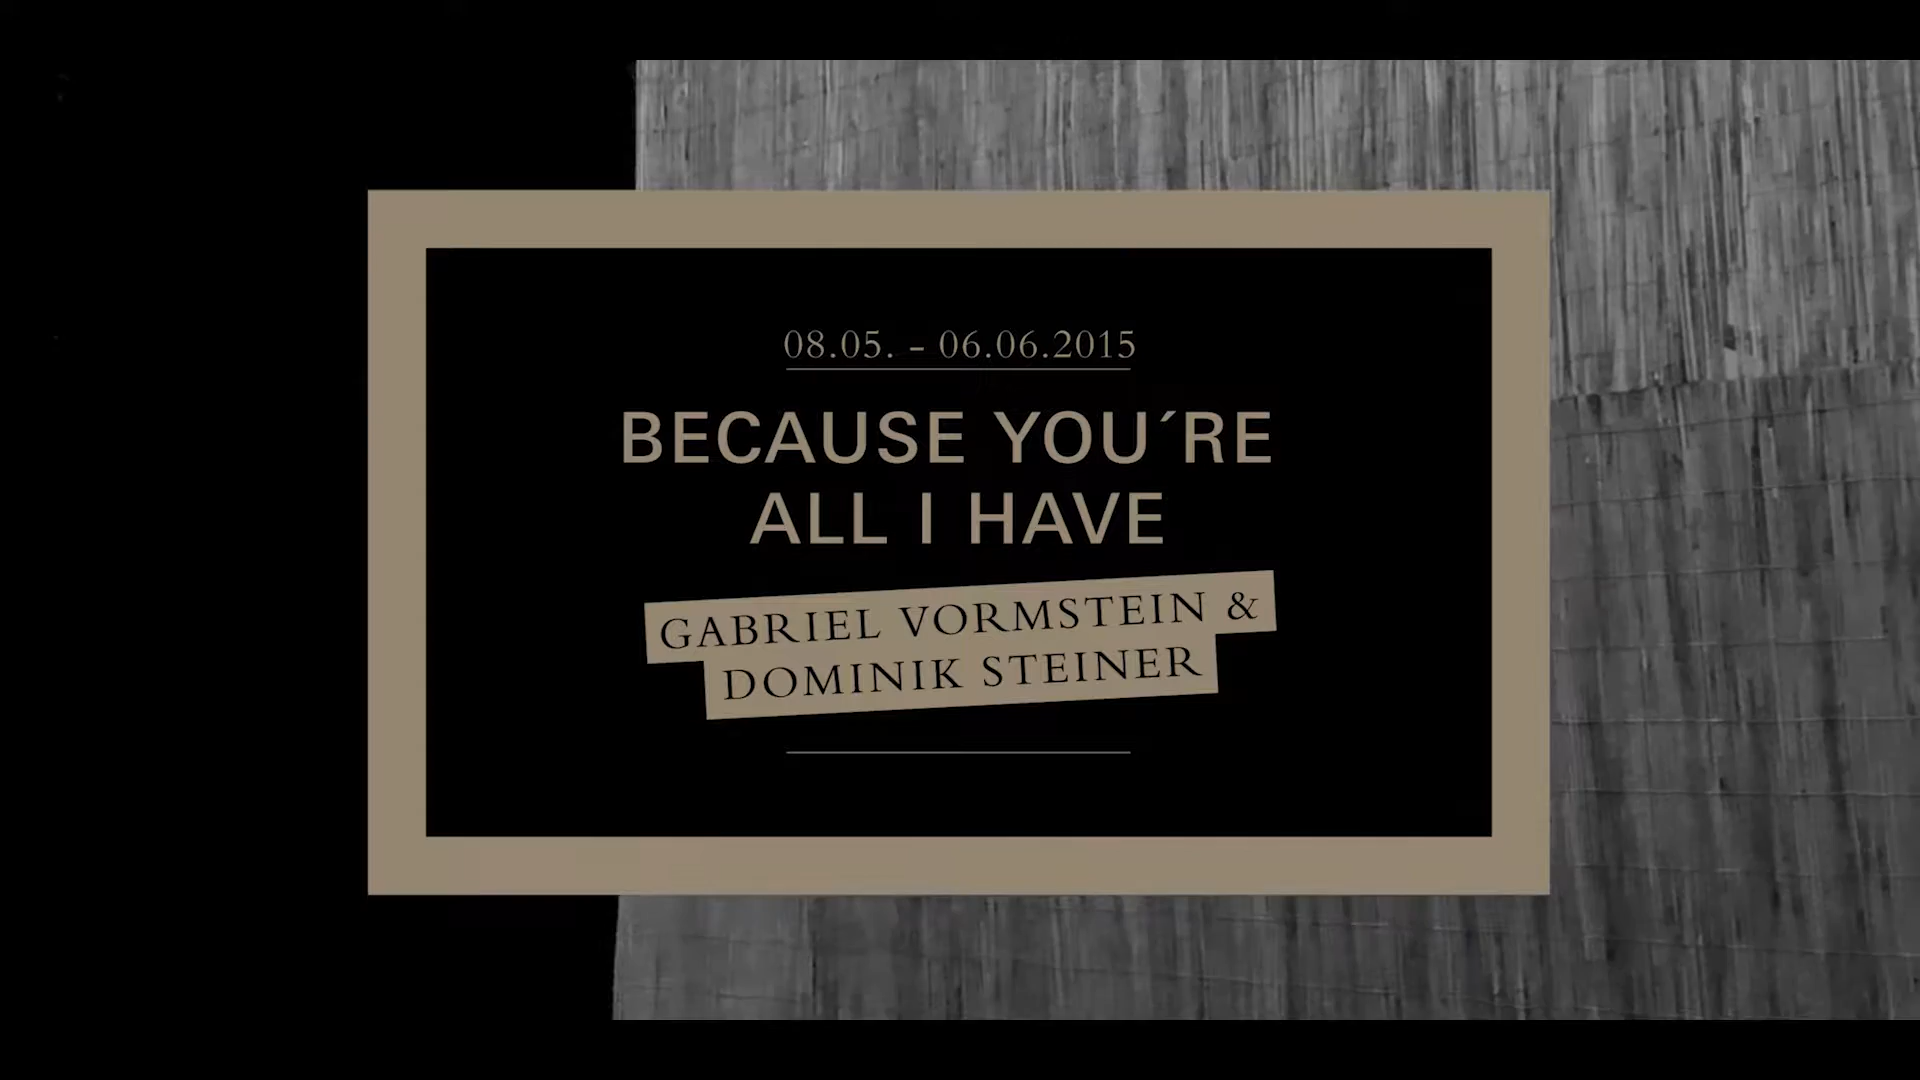 08.05. – 06.06.2015
BECAUSE YOU´RE
ALL I HAVE
GABRIEL VORMSTEIN &
DOMINIK STEINER